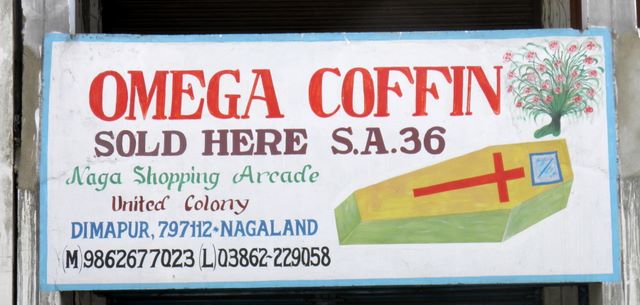 OMEGA COFFIN
SOLD HERE S.A.36
Naga Shopping Arcade
United Colony
DIMAPUR, 797112*NAGALAND
(M)9862677023(L)03862-229058